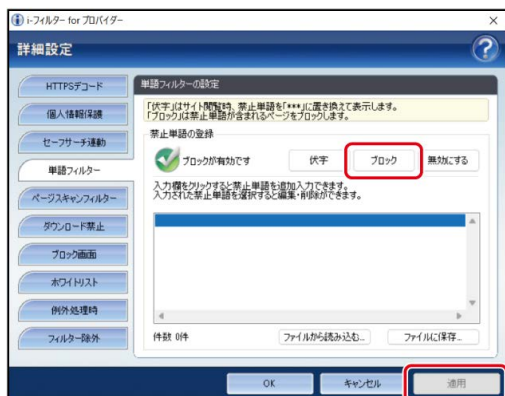 i-フィルター for プロバイダー
詳細設定
HTTPSデコード
個人情報保護
セーフサーチ連動
単語フィルター
ページスキャンフィルター
ダウンロード禁止
ブロック画面
ホワイトリスト
例外処理時
フィルター除外
単語フィルターの設定
「伏字」はサイト閲覧時、禁止単語を「***」に置き換えて表示します。
「ブロック」は禁止単語が含まれるページをブロックします。
禁止単語の登録
ブロックが有効です
伏字
ブロック
無効にする
入力欄をクリックすると禁止単語を追加入力できます。
入力された禁止単語を選択すると編集・削除ができます。
件数 0件
ファイルから読み込む...
ファイルに保存...
OK
キャンセル
適用